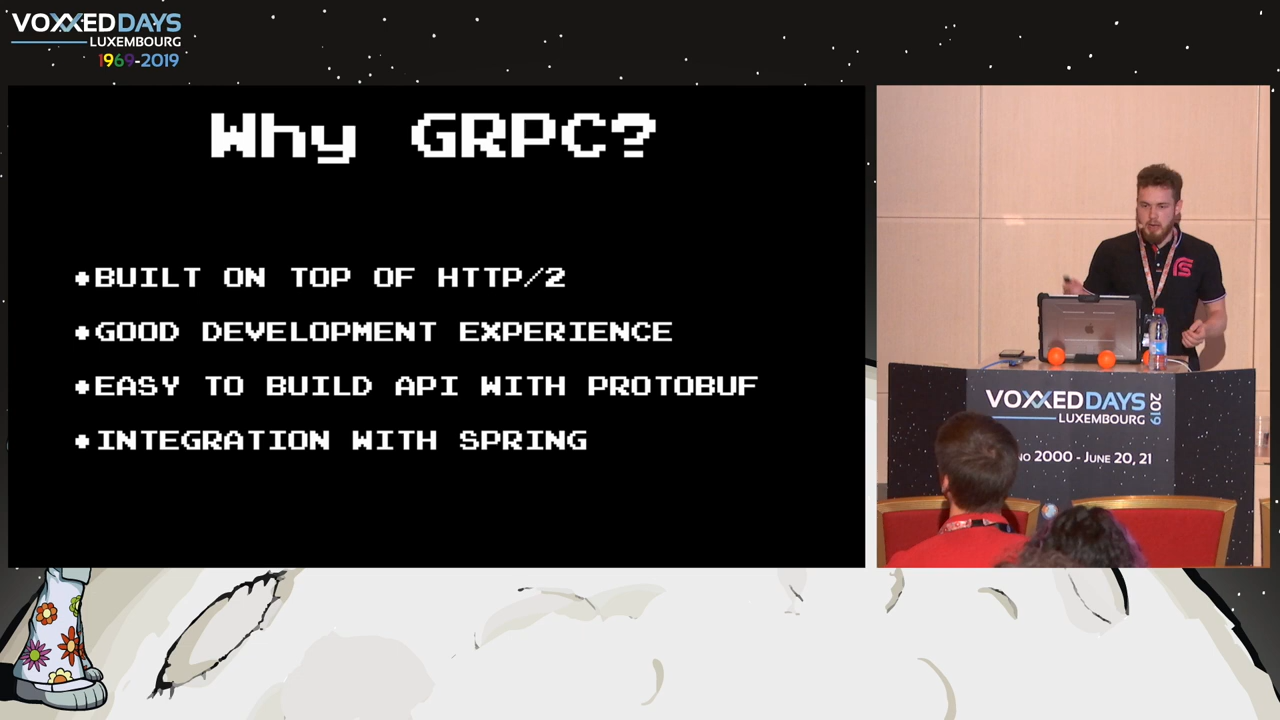 VOXXEDDAYS
LUXEMBOURG
1969-2019
Why GRPC?
•BUILT ON TOP OF HTTP/2
•GOOD DEVELOPMENT EXPERIENCE
•EASY TO BUILD API WITH PROTOBUF
•INTEGRATION WITH SPRING
VOXXEDDAYS 2019
LUXEMBOURG
NO 2000 - JUNE 20, 21